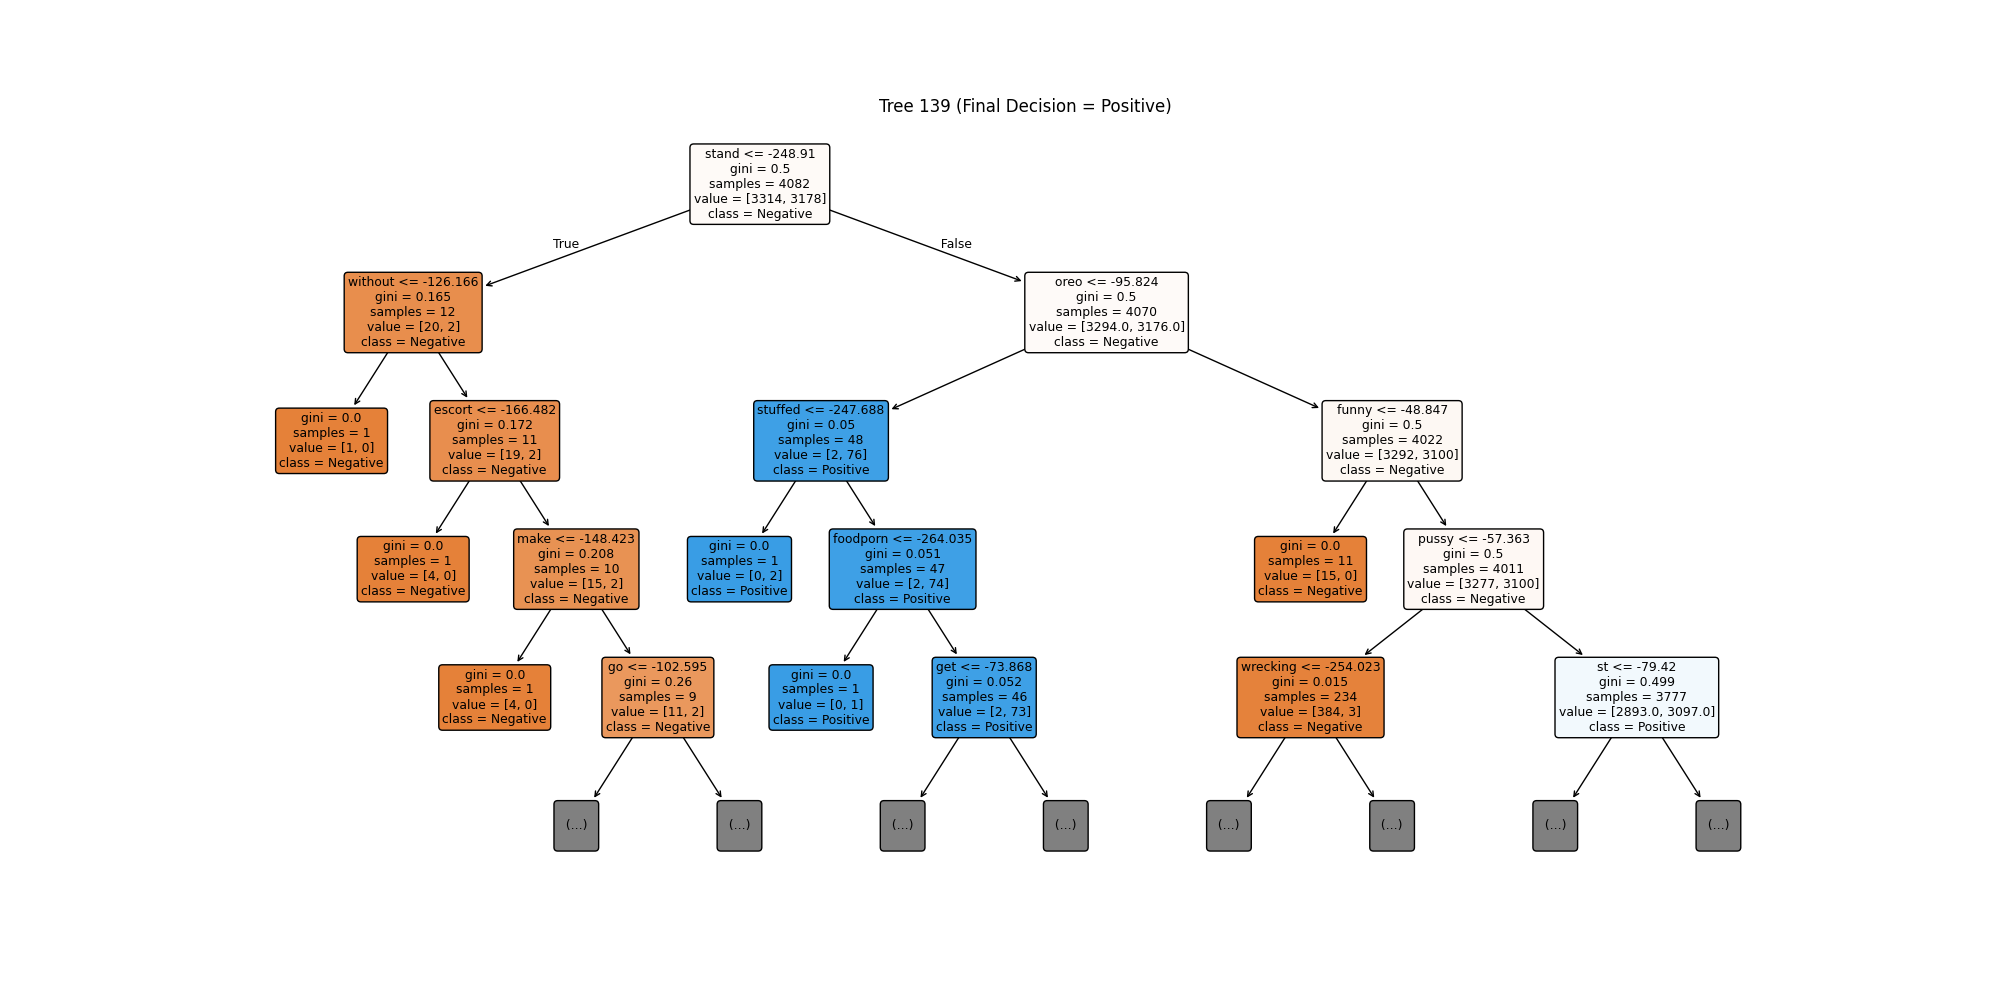 Tree 139 (Final Decision = Positive)
stand <= -248.91
gini = 0.5
samples = 4082
value = [3314, 3178]
class = Negative
True
False
without <= -126.166
gini = 0.165
samples = 12
value = [20, 2]
class = Negative
oreo <= -95.824
gini = 0.5
samples = 4070
value = [3294.0, 3176.0]
class = Negative
gini = 0.0
samples = 1
value = [1, 0]
class = Negative
escort <= -166.482
gini = 0.172
samples = 11
value = [19, 2]
class = Negative
stuffed <= -247.688
gini = 0.05
samples = 48
value = [2, 76]
class = Positive
funny <= -48.847
gini = 0.5
samples = 4022
value = [3292, 3100]
class = Negative
gini = 0.0
samples = 1
value = [4, 0]
class = Negative
make <= -148.423
gini = 0.208
samples = 10
value = [15, 2]
class = Negative
gini = 0.0
samples = 1
value = [0, 2]
class = Positive
foodporn <= -264.035
gini = 0.051
samples = 47
value = [2, 74]
class = Positive
gini = 0.0
samples = 11
value = [15, 0]
class = Negative
pussy <= -57.363
gini = 0.5
samples = 4011
value = [3277, 3100]
class = Negative
gini = 0.0
samples = 1
value = [4, 0]
class = Negative
go <= -102.595
gini = 0.26
samples = 9
value = [11, 2]
class = Negative
gini = 0.0
samples = 1
value = [0, 1]
class = Positive
get <= -73.868
gini = 0.052
samples = 46
value = [2, 73]
class = Positive
wrecking <= -254.023
gini = 0.015
samples = 234
value = [384, 3]
class = Negative
st <= -79.42
gini = 0.499
samples = 3777
value = [2893.0, 3097.0]
class = Positive
(...)
(...)
(...)
(...)
(...)
(...)
(...)
(...)